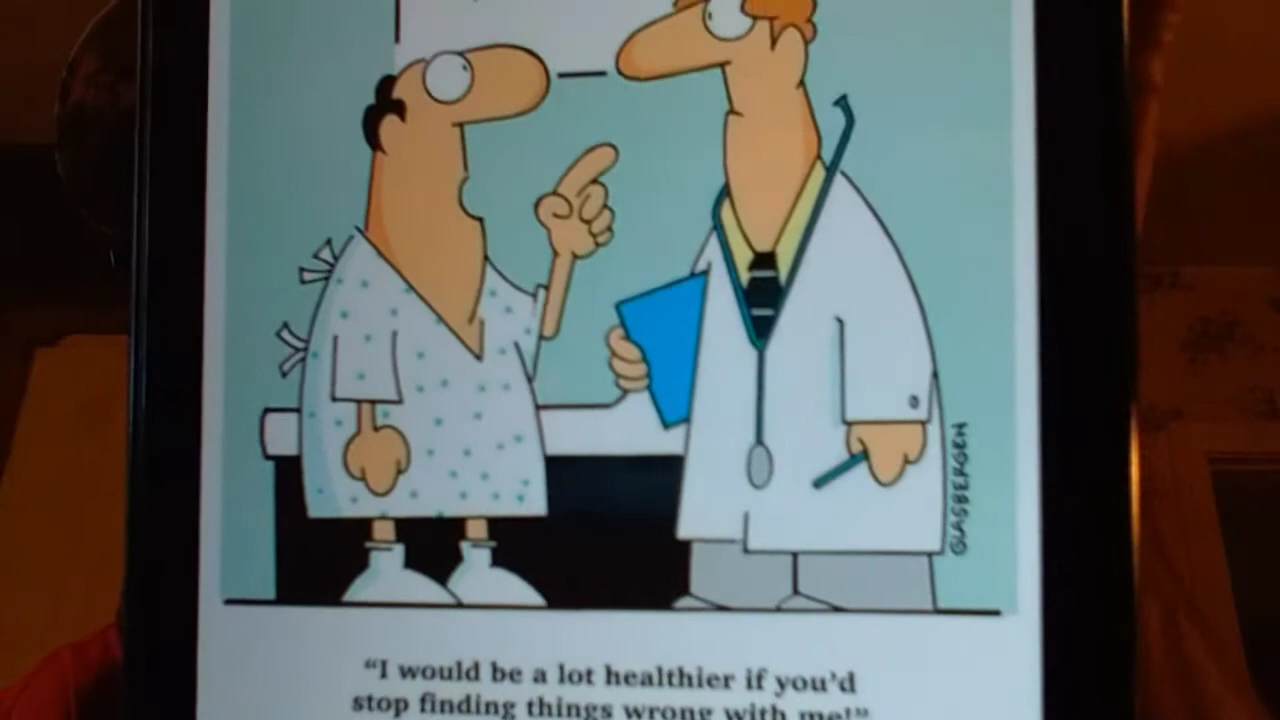 GLASBERGEN
“I would be a lot healthier if you’d
stop finding things wrong with me!”